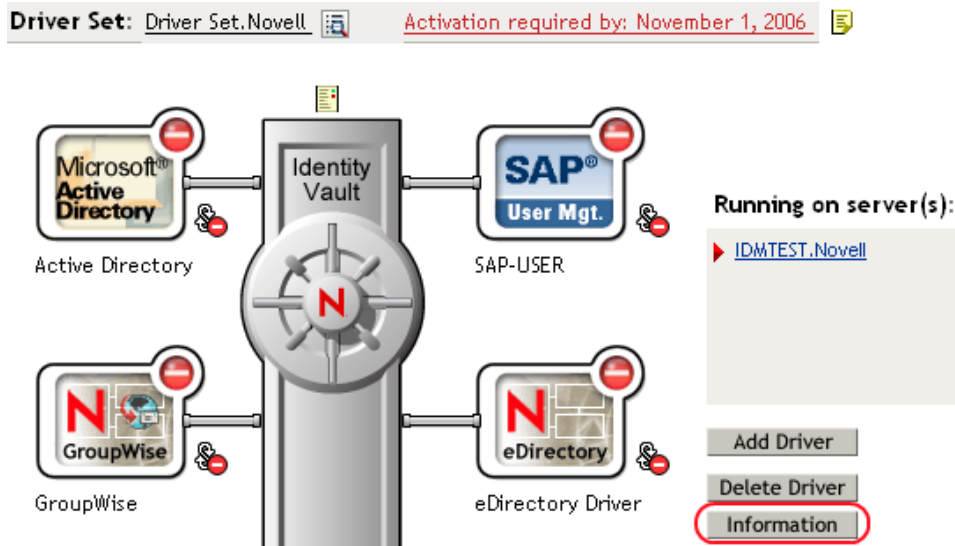 Driver Set: Driver Set.Novell Activation required by: November 1, 2006
Identity
Vault
Microsoft®
Active
Directory
Active Directory
SAP®
User Mgt.
SAP-USER
Running on server(s):
IDMTEST.Novell
N
N
GroupWise
GroupWise
N
eDirectory
eDirectory Driver
Add Driver
Delete Driver
Information